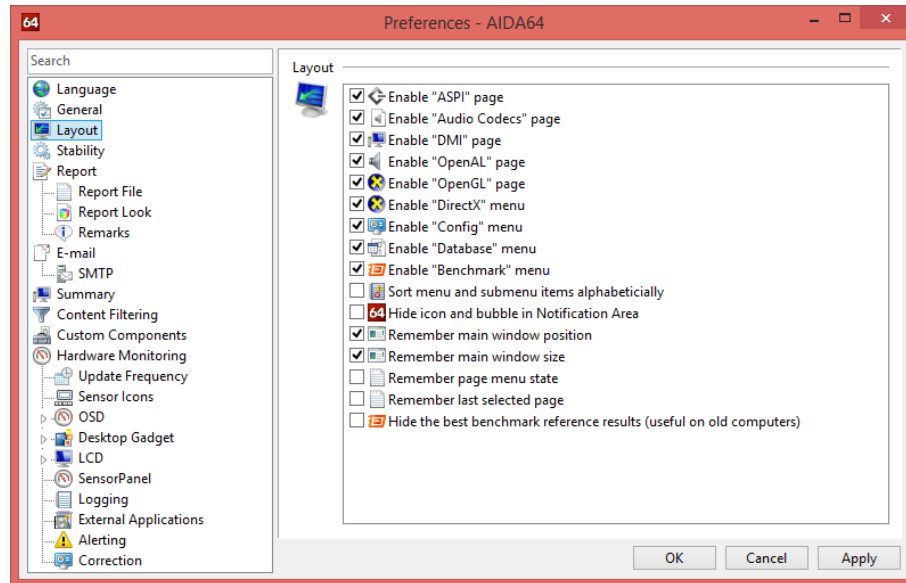 64
Preferences - AIDA64
Search
Language
General
Layout
Stability
Report
Report File
Report Look
Remarks
E-mail
SMTP
Summary
Content Filtering
Custom Components
Hardware Monitoring
Update Frequency
Sensor Icons
OSD
Desktop Gadget
LCD
SensorPanel
Logging
External Applications
Alerting
Correction
Layout
Enable "ASPI" page
Enable "Audio Codecs" page
Enable "DMI" page
Enable "OpenAL" page
Enable "OpenGL" page
Enable "DirectX" menu
Enable "Config" menu
Enable "Database" menu
Enable "Benchmark" menu
Sort menu and submenu items alphabeticially
64 Hide icon and bubble in Notification Area
Remember main window position
Remember main window size
Remember page menu state
Remember last selected page
Hide the best benchmark reference results (useful on old computers)
OK Cancel Apply